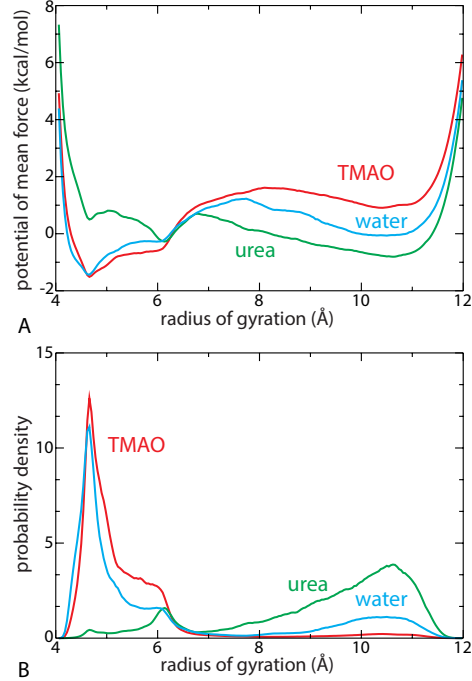 8
6
4
2
0
-2
potential of mean force (kcal/mol)
TMAO
water
urea
4
6
8
10
12
A
radius of gyration (Å)
15
10
5
0
probability density
TMAO
urea
water
4
6
8
10
12
B
radius of gyration (Å)